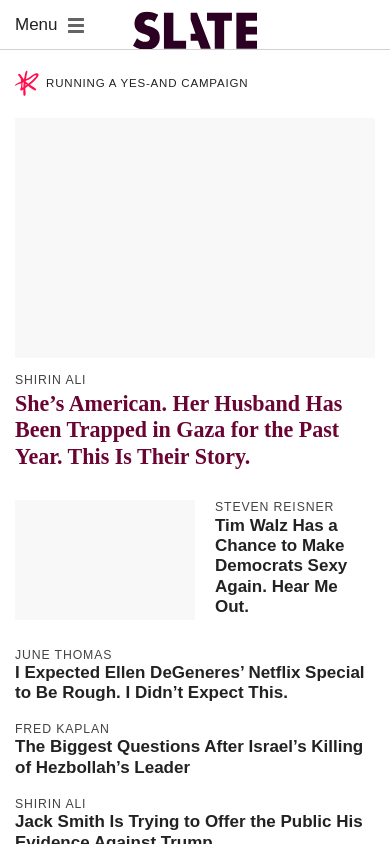 Menu
SLATE
RUNNING A YES-AND CAMPAIGN
SHIRIN ALI
She’s American. Her Husband Has
Been Trapped in Gaza for the Past
Year. This Is Their Story.
STEVEN REISNER
Tim Walz Has a
Chance to Make
Democrats Sexy
Again. Hear Me
Out.
JUNE THOMAS
I Expected Ellen DeGeneres’ Netflix Special
to Be Rough. I Didn’t Expect This.
FRED KAPLAN
The Biggest Questions After Israel’s Killing
of Hezbollah’s Leader
SHIRIN ALI
Jack Smith Is Trying to Offer the Public His
Evidence Against Trump